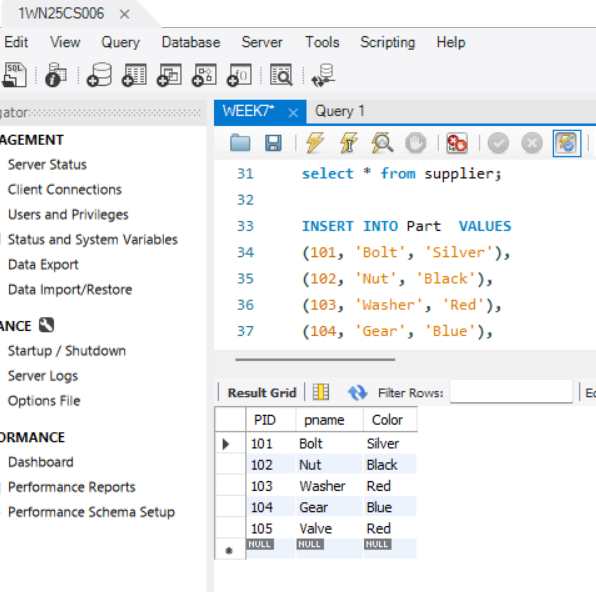 1WN25CS006 ×
Edit View Query Database Server Tools Scripting Help
SQL
WEEK7* × Query 1
AGEMENT
Server Status
Client Connections
Users and Privileges
Status and System Variables
Data Export
Data Import/Restore
ANCE
Startup / Shutdown
Server Logs
Options File
ORMANCE
Dashboard
Performance Reports
Performance Schema Setup
31 select * from supplier;
32
33 INSERT INTO Part VALUES
34 (101, 'Bolt', 'Silver'),
35 (102, 'Nut', 'Black'),
36 (103, 'Washer', 'Red'),
37 (104, 'Gear', 'Blue'),
Result Grid Filter Rows:
PID pname Color
101 Bolt Silver
102 Nut Black
103 Washer Red
104 Gear Blue
105 Valve Red
NULL NULL NULL